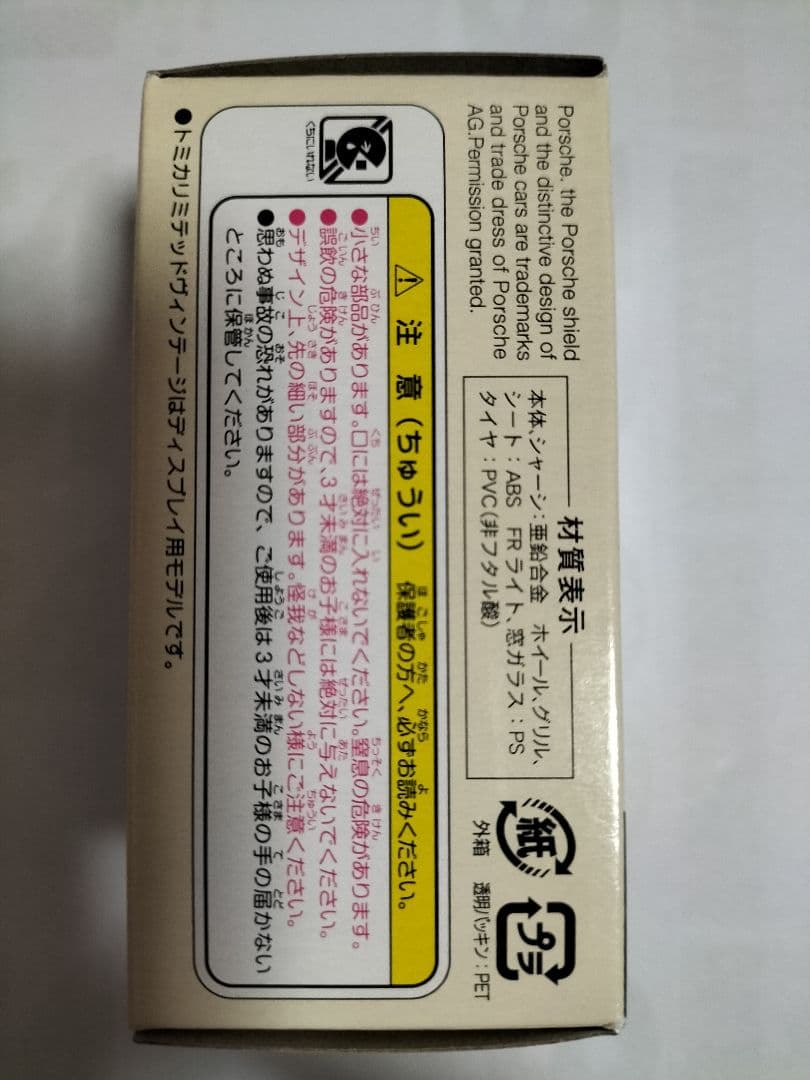 Porsche, the Porsche shield
and the distinctive design of
Porsche cars are trademarks
and trade dress of Porsche
AG.Permission granted.
材質表示
本体、シャーシ：亜鉛合金　ホイール、グリル、
シート：ABS　FRライト、窓ガラス：PS
タイヤ：PVC(非フタル酸)
紙
外箱
プラ
透明パッキン：PET
くちにいれない
注意(ちゅうい)　保護者の方へ、必ずお読みください。
●小さな部品があります。口には絶対に入れないでください。窒息の危険があります。
●誤飲の危険がありますので、3才未満のお子様には絶対に与えないでください。
●デザイン上、先の細い部分があります。怪我などしない様にご注意ください。
●思わぬ事故の恐れがありますので、ご使用後は3才未満のお子様の手の届かない
ところに保管してください。
●トミカリミテッドヴィンテージはディスプレイ用モデルです。